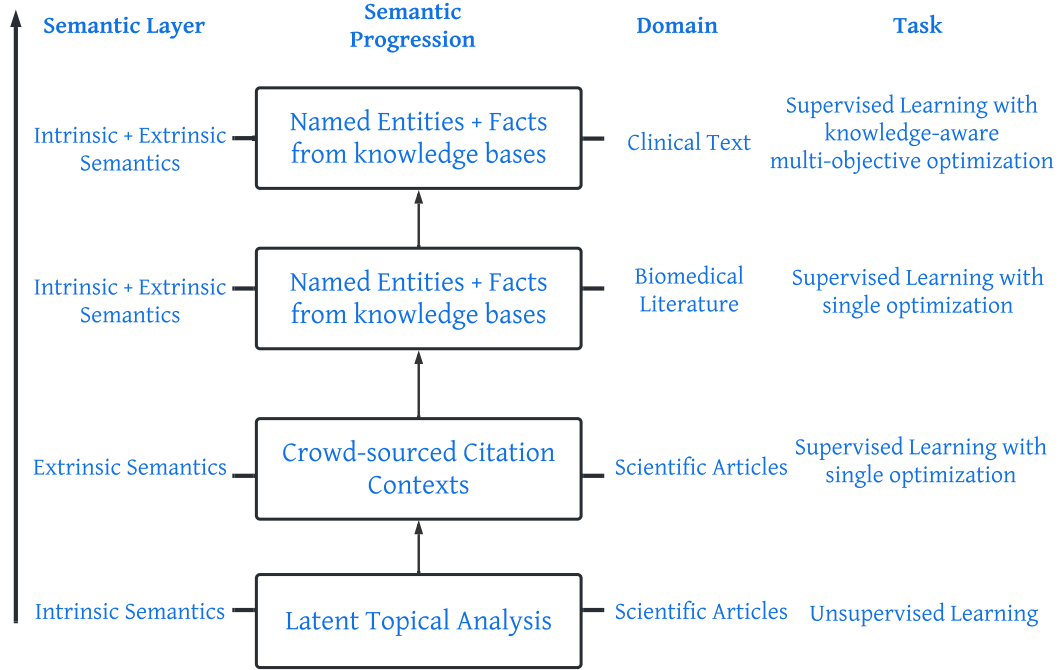 Semantic Layer
Semantic
Progression
Domain
Task
Intrinsic + Extrinsic
Semantics
Named Entities + Facts
from knowledge bases
Clinical Text
Supervised Learning with
knowledge-aware
multi-objective optimization
Intrinsic + Extrinsic
Semantics
Named Entities + Facts
from knowledge bases
Biomedical
Literature
Supervised Learning with
single optimization
Extrinsic Semantics
Crowd-sourced Citation
Contexts
Scientific Articles
Supervised Learning with
single optimization
Intrinsic Semantics
Latent Topical Analysis
Scientific Articles
Unsupervised Learning